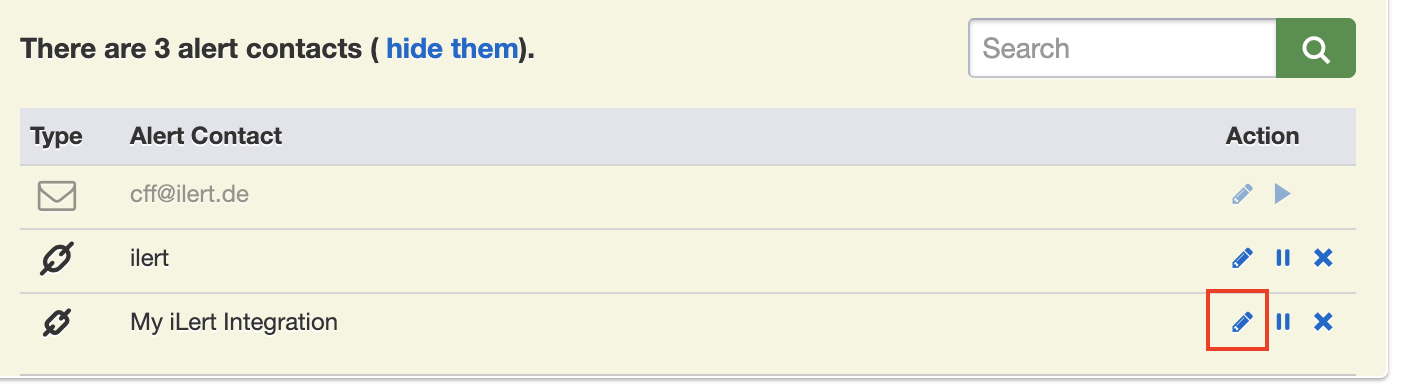 There are 3 alert contacts ( hide them).
Search
Type Alert Contact Action
cff@ilert.de
ilert
My iLert Integration